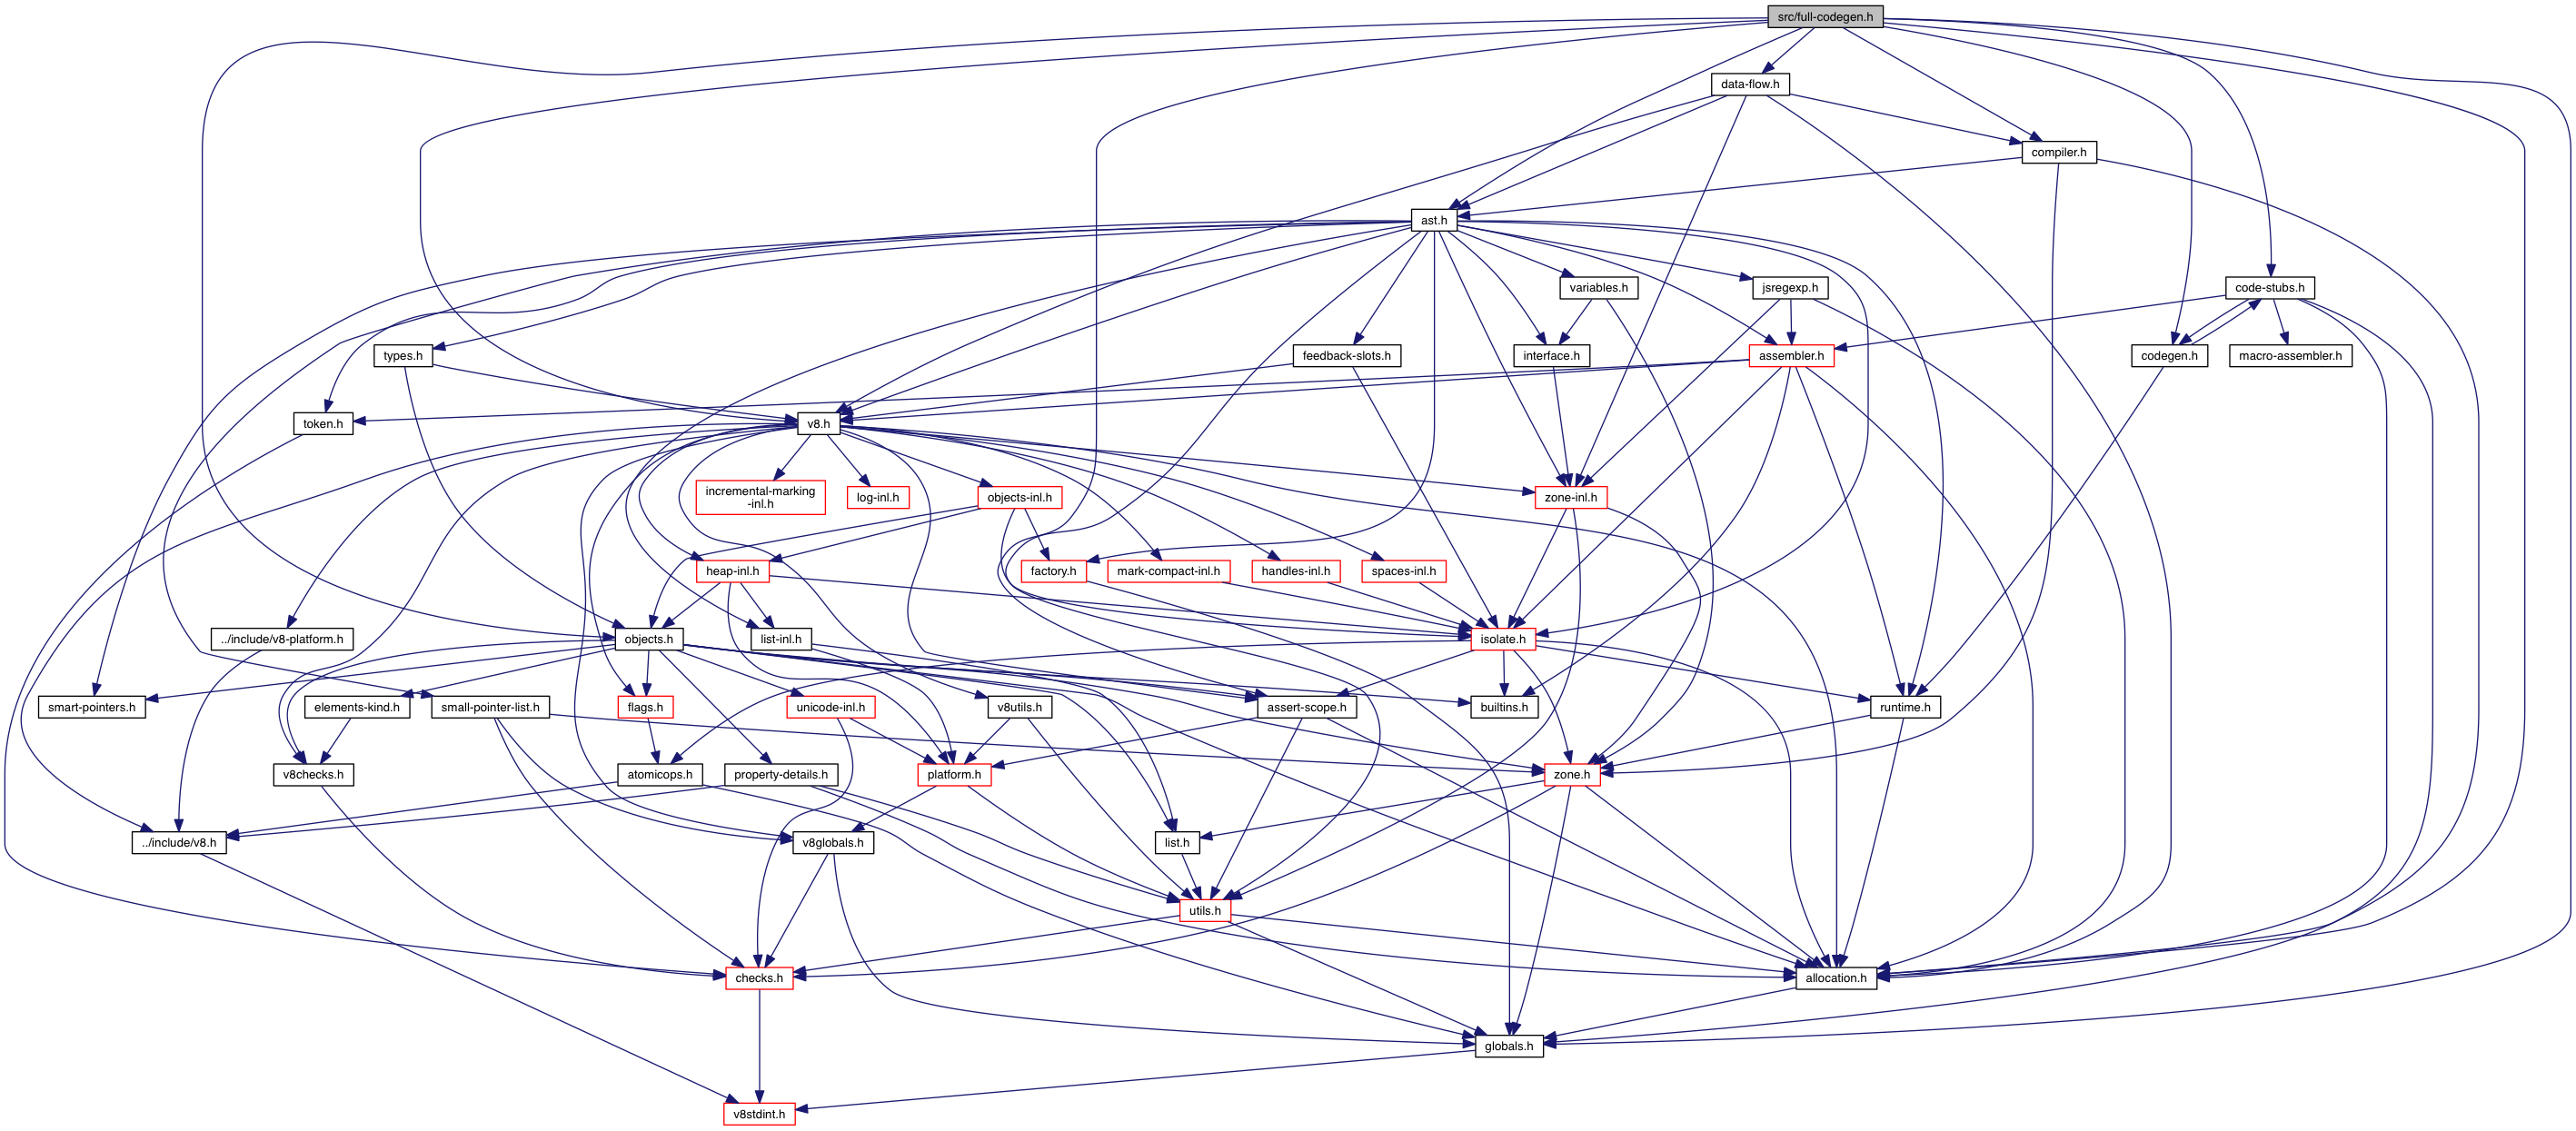 src/full-codegen.h
data-flow.h
compiler.h
ast.h
variables.h
jsregexp.h
code-stubs.h
types.h
feedback-slots.h
interface.h
assembler.h
codegen.h
macro-assembler.h
token.h
v8.h
incremental-marking
-inl.h
log-inl.h
objects-inl.h
zone-inl.h
heap-inl.h
factory.h
mark-compact-inl.h
handles-inl.h
spaces-inl.h
../include/v8-platform.h
objects.h
list-inl.h
isolate.h
smart-pointers.h
elements-kind.h
small-pointer-list.h
flags.h
unicode-inl.h
v8utils.h
assert-scope.h
builtins.h
runtime.h
v8checks.h
atomicops.h
property-details.h
platform.h
zone.h
../include/v8.h
v8globals.h
list.h
utils.h
checks.h
allocation.h
globals.h
v8stdint.h